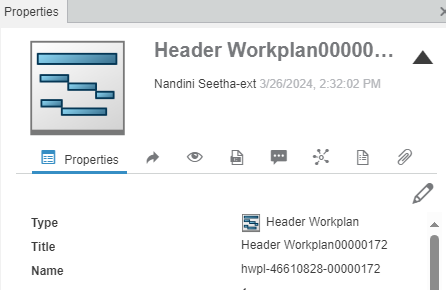 Properties
Header Workplan00000...
Nandini Seetha-ext 3/26/2024, 2:32:02 PM
Properties
Type Header Workplan
Title Header Workplan00000172
Name hwpl-46610828-00000172